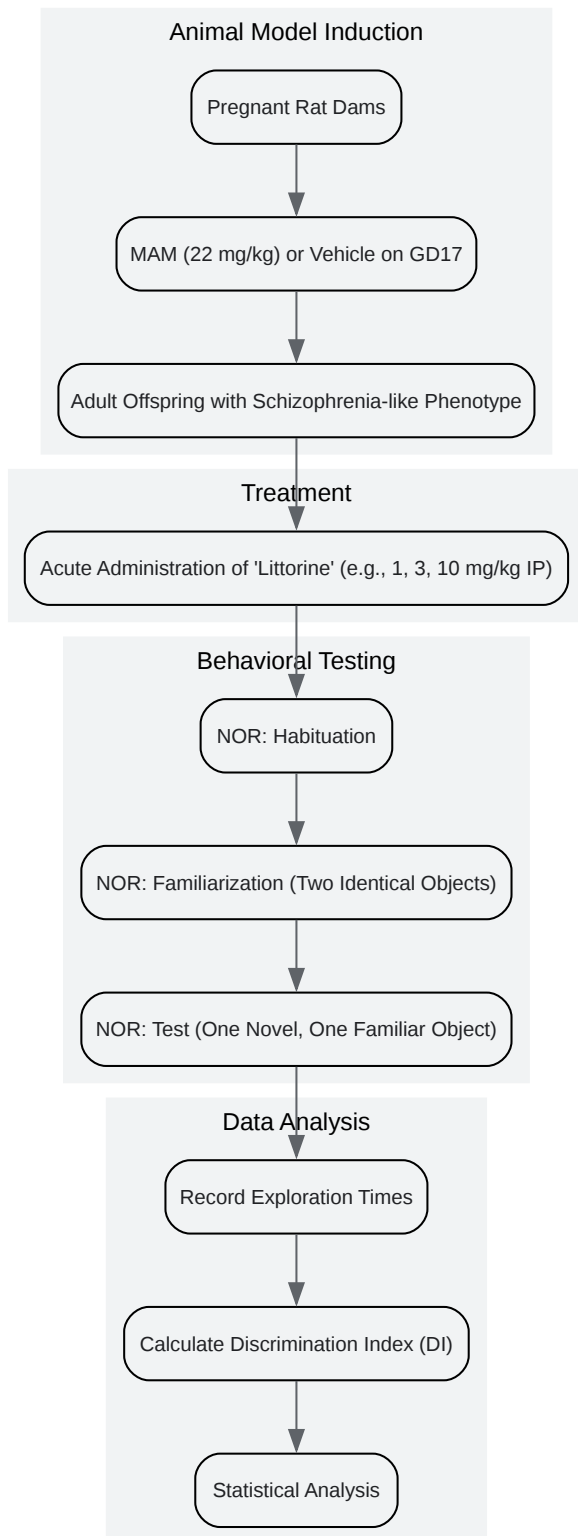 Animal Model Induction
Pregnant Rat Dams
MAM (22 mg/kg) or Vehicle on GD17
Adult Offspring with Schizophrenia-like Phenotype
Treatment
Acute Administration of 'Littorine' (e.g., 1, 3, 10 mg/kg IP)
Behavioral Testing
NOR: Habituation
NOR: Familiarization (Two Identical Objects)
NOR: Test (One Novel, One Familiar Object)
Data Analysis
Record Exploration Times
Calculate Discrimination Index (DI)
Statistical Analysis